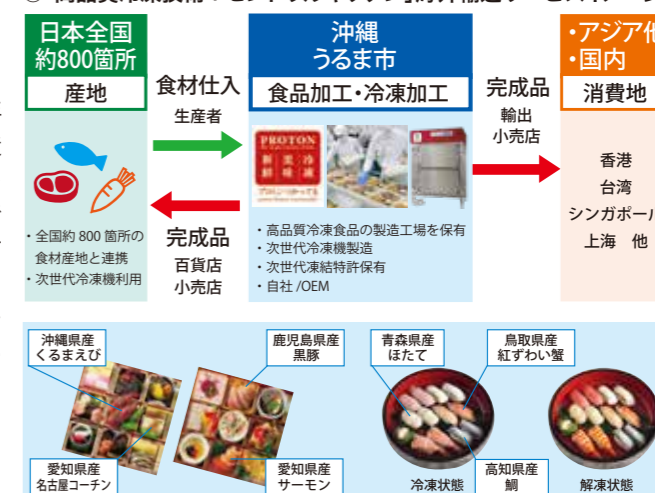 日本全国
約800箇所
産地
・全国約 800 箇所の
食材産地と連携
・次世代冷凍機利用
食材仕入
生産者
完成品
百貨店
小売店
沖縄
うるま市
食品加工・冷凍加工
PROTON
・高品質冷凍食品の製造工場を保有
・次世代冷凍機製造
・次世代凍結特許保有
・自社 /OEM
完成品
輸出
小売店
・アジア他
・国内
消費地
香港
台湾
シンガポール
上海 他
沖縄県産
くるまえび
鹿児島県産
黒豚
愛知県産
名古屋コーチン
愛知県産
サーモン
青森県産
ほたて
鳥取県産
紅ずわい蟹
冷凍状態
高知県産
鯛
解凍状態